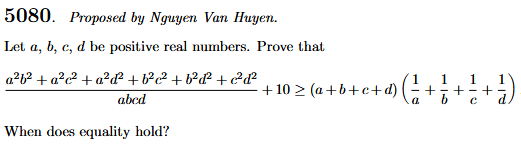 5080. Proposed by Nguyen Van Huyen.
Let a, b, c, d be positive real numbers. Prove that
\frac{a^2b^2 + a^2c^2 + a^2d^2 + b^2c^2 + b^2d^2 + c^2d^2}{abcd} + 10 ≥ (a + b + c + d) \left( \frac{1}{a} + \frac{1}{b} + \frac{1}{c} + \frac{1}{d} \right)
When does equality hold?